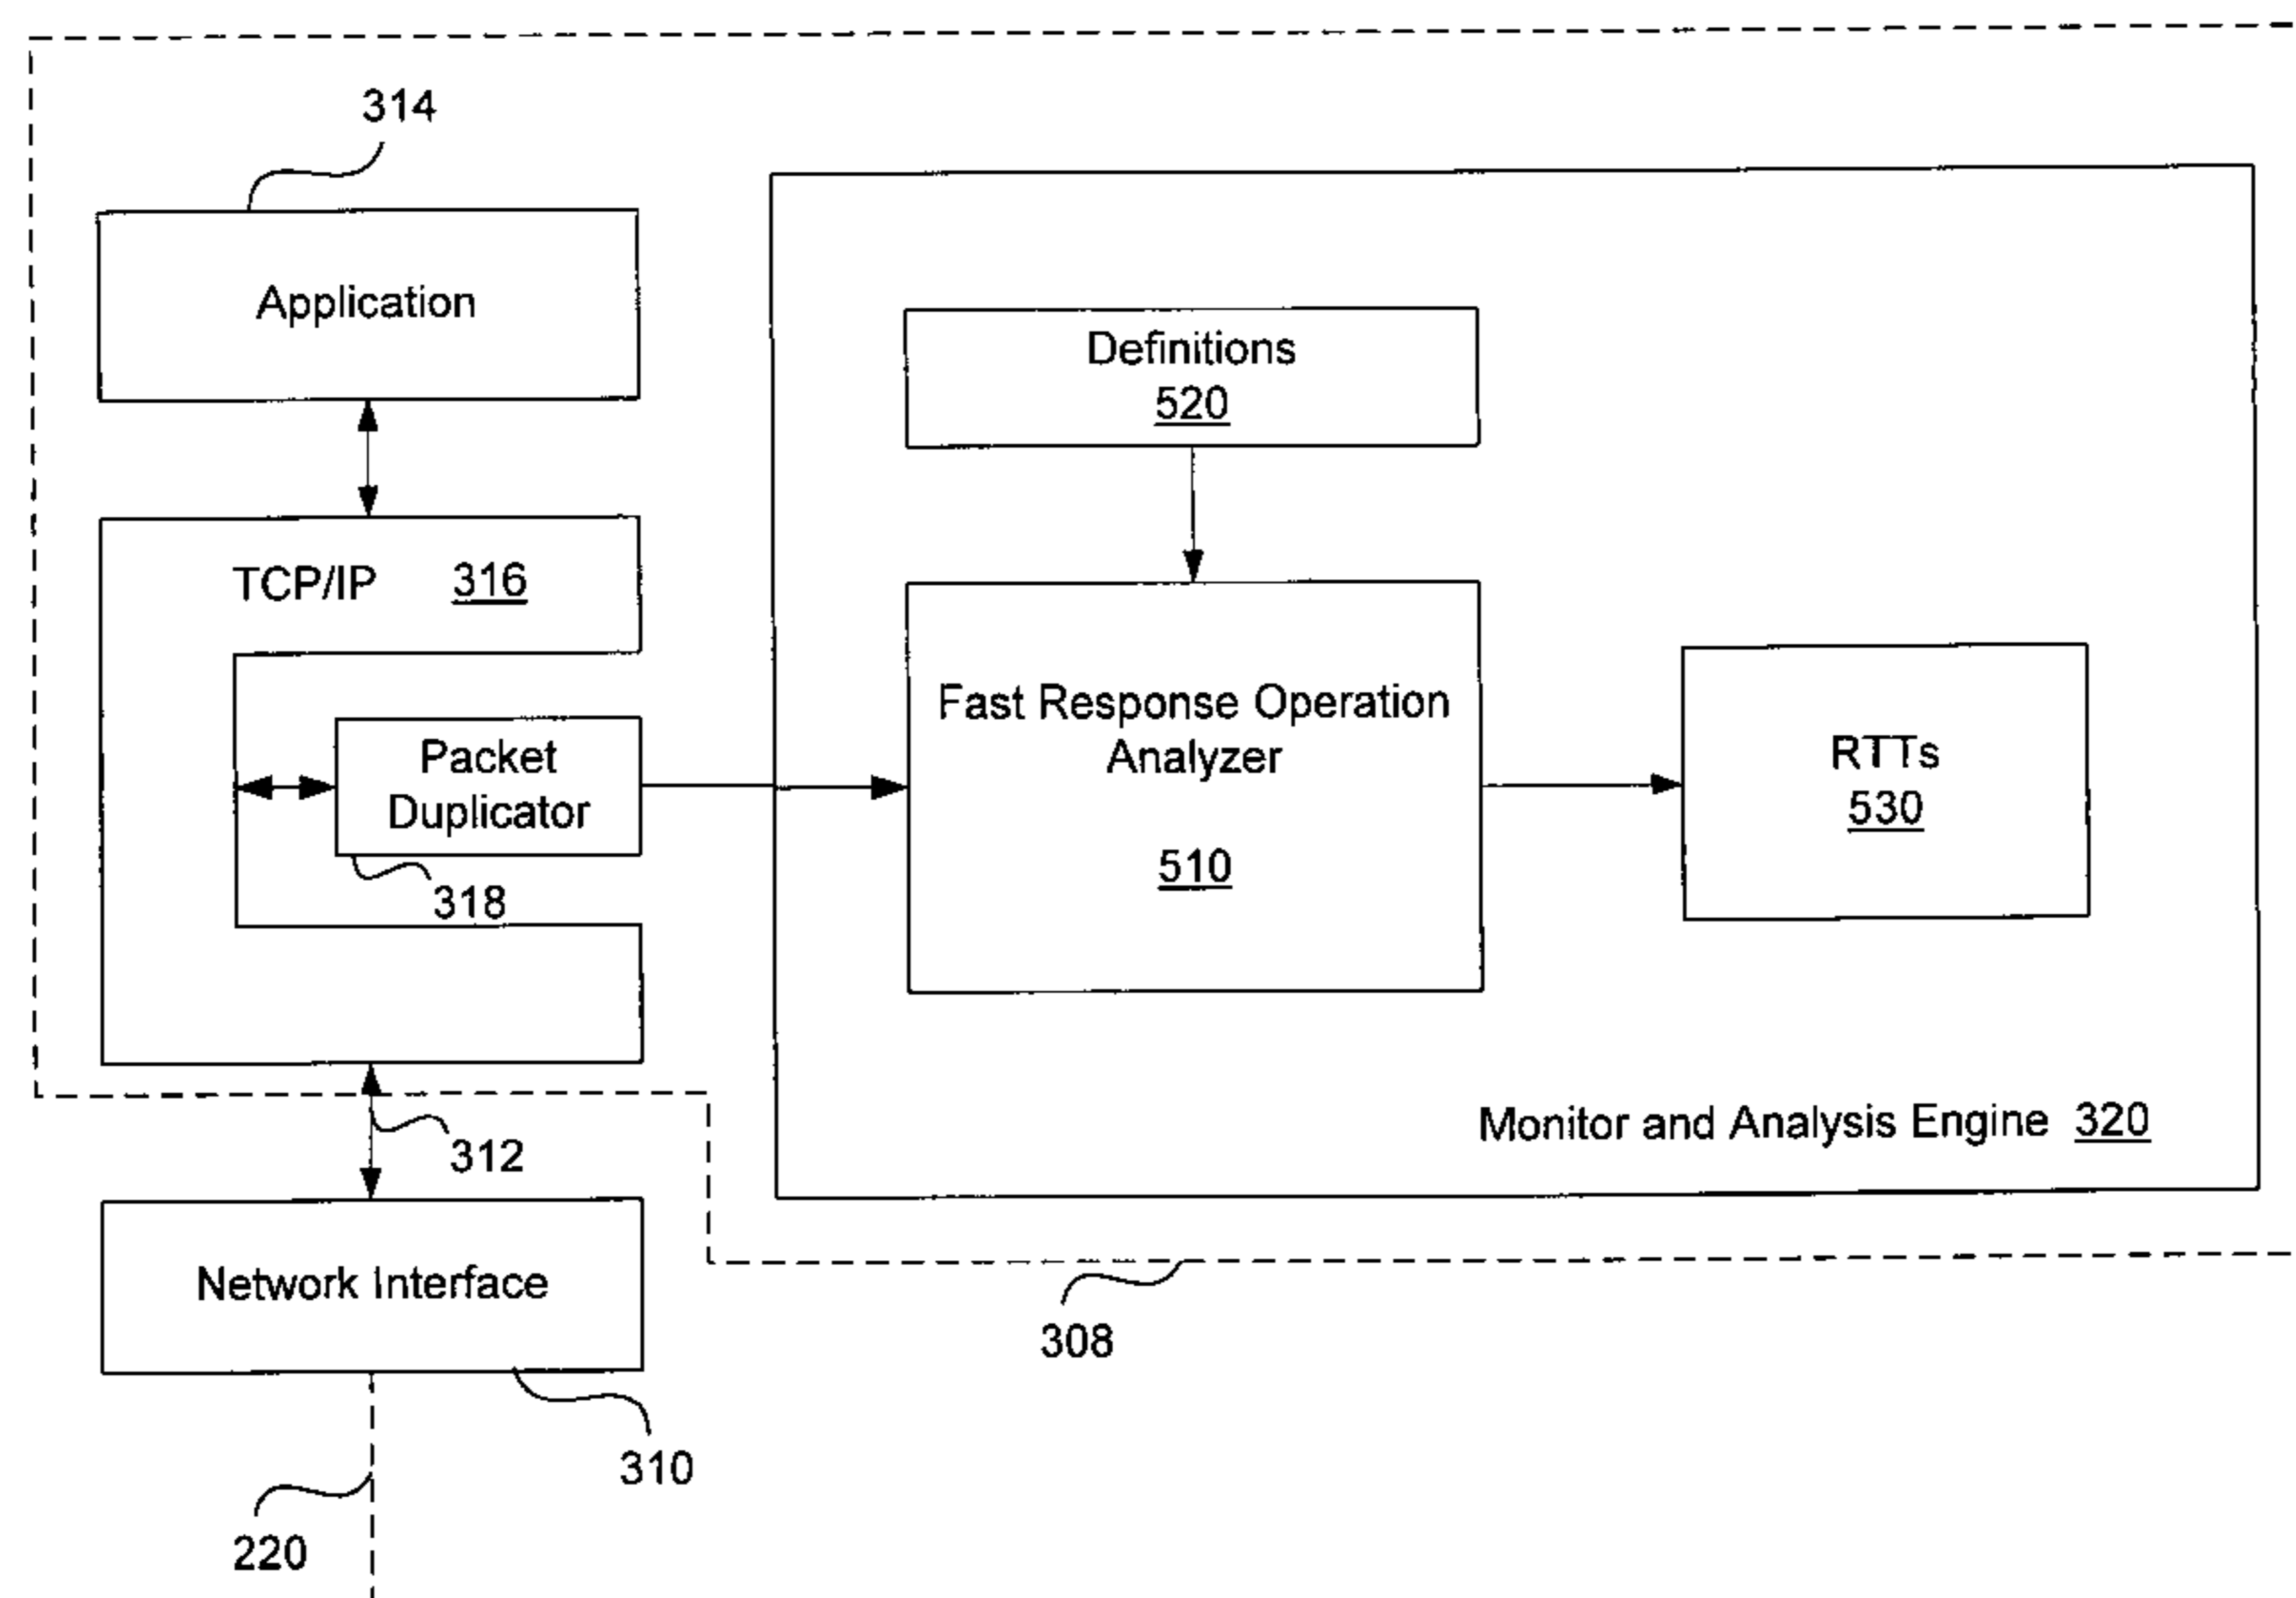 314
Application
TCP/IP 316
Packet
Duplicator
318
312
Network Interface
310
220
Definitions
520
Fast Response Operation
Analyzer
510
RTTs
530
Monitor and Analysis Engine 320
308